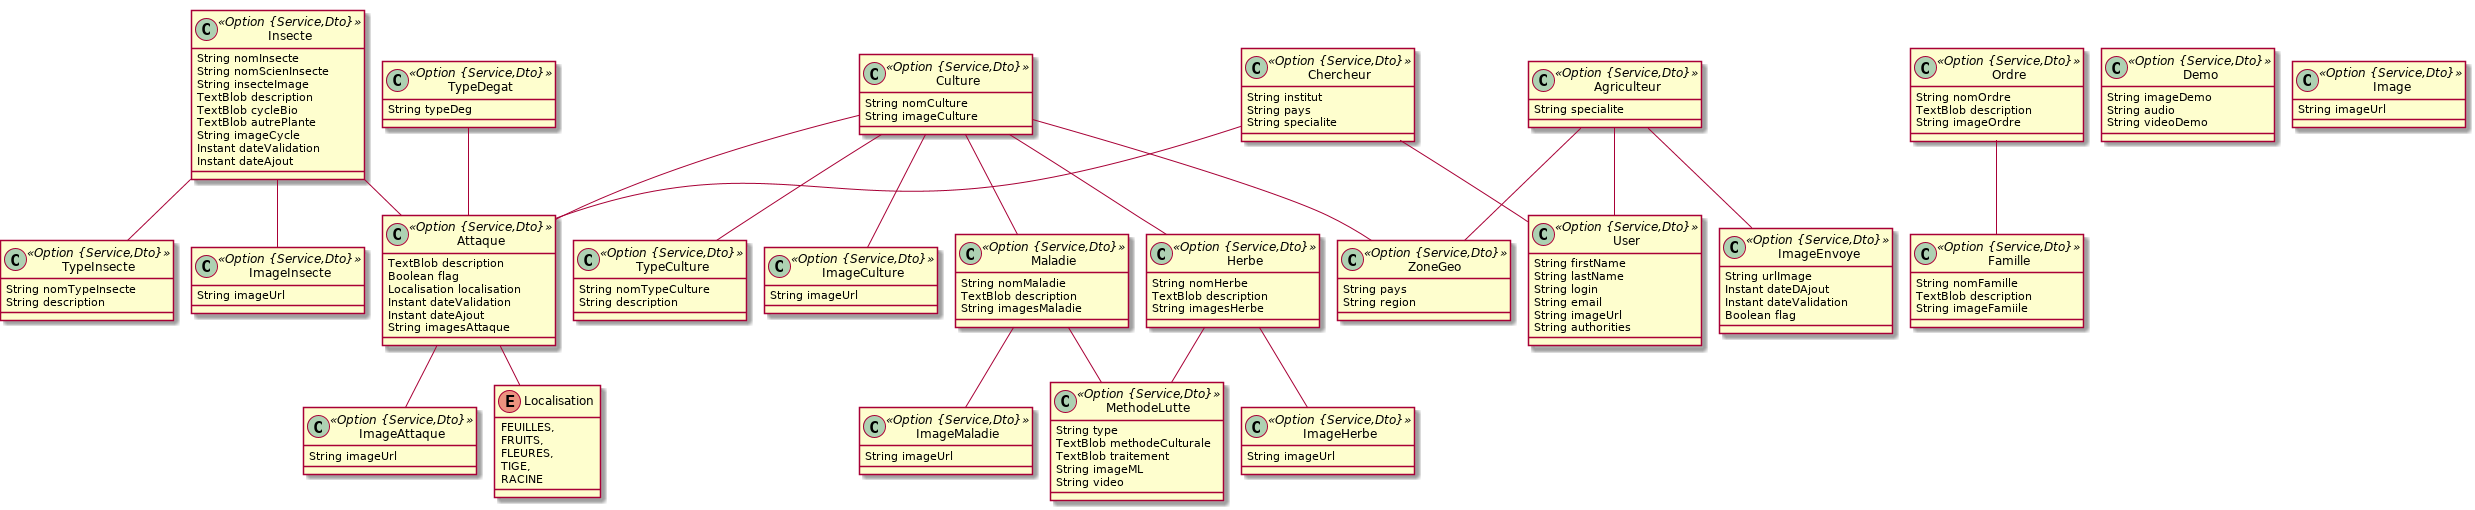 «Option {Service,Dto}»
Insecte
String nomInsecte
String nomScienInsecte
String insecteImage
TextBlob description
TextBlob cycleBio
TextBlob autrePlante
String imageCycle
Instant dateValidation
Instant dateAjout
«Option {Service,Dto}»
TypeDegat
String typeDeg
«Option {Service,Dto}»
Culture
String nomCulture
String imageCulture
«Option {Service,Dto}»
Chercheur
String institut
String pays
String specialite
«Option {Service,Dto}»
Agriculteur
String specialite
«Option {Service,Dto}»
Ordre
String nomOrdre
TextBlob description
String imageOrdre
«Option {Service,Dto}»
Demo
String imageDemo
String audio
String videoDemo
«Option {Service,Dto}»
Image
String imageUrl
«Option {Service,Dto}»
TypeInsecte
String nomTypeInsecte
String description
«Option {Service,Dto}»
ImageInsecte
String imageUrl
«Option {Service,Dto}»
Attaque
TextBlob description
Boolean flag
Localisation localisation
Instant dateValidation
Instant dateAjout
String imagesAttaque
«Option {Service,Dto}»
TypeCulture
String nomTypeCulture
String description
«Option {Service,Dto}»
ImageCulture
String imageUrl
«Option {Service,Dto}»
Maladie
String nomMaladie
TextBlob description
String imagesMaladie
«Option {Service,Dto}»
Herbe
String nomHerbe
TextBlob description
String imagesHerbe
«Option {Service,Dto}»
ZoneGeo
String pays
String region
«Option {Service,Dto}»
User
String firstName
String lastName
String login
String email
String imageUrl
String authorities
«Option {Service,Dto}»
ImageEnvoye
String urlImage
Instant dateDAjout
Instant dateValidation
Boolean flag
«Option {Service,Dto}»
Famille
String nomFamille
TextBlob description
String imageFamiile
«Option {Service,Dto}»
ImageAttaque
String imageUrl
Localisation
FEUILLES,
FRUITS,
FLEURES,
TIGE,
RACINE
«Option {Service,Dto}»
ImageMaladie
String imageUrl
«Option {Service,Dto}»
MethodeLutte
String type
TextBlob methodeCulturale
TextBlob traitement
String imageML
String video
«Option {Service,Dto}»
ImageHerbe
String imageUrl